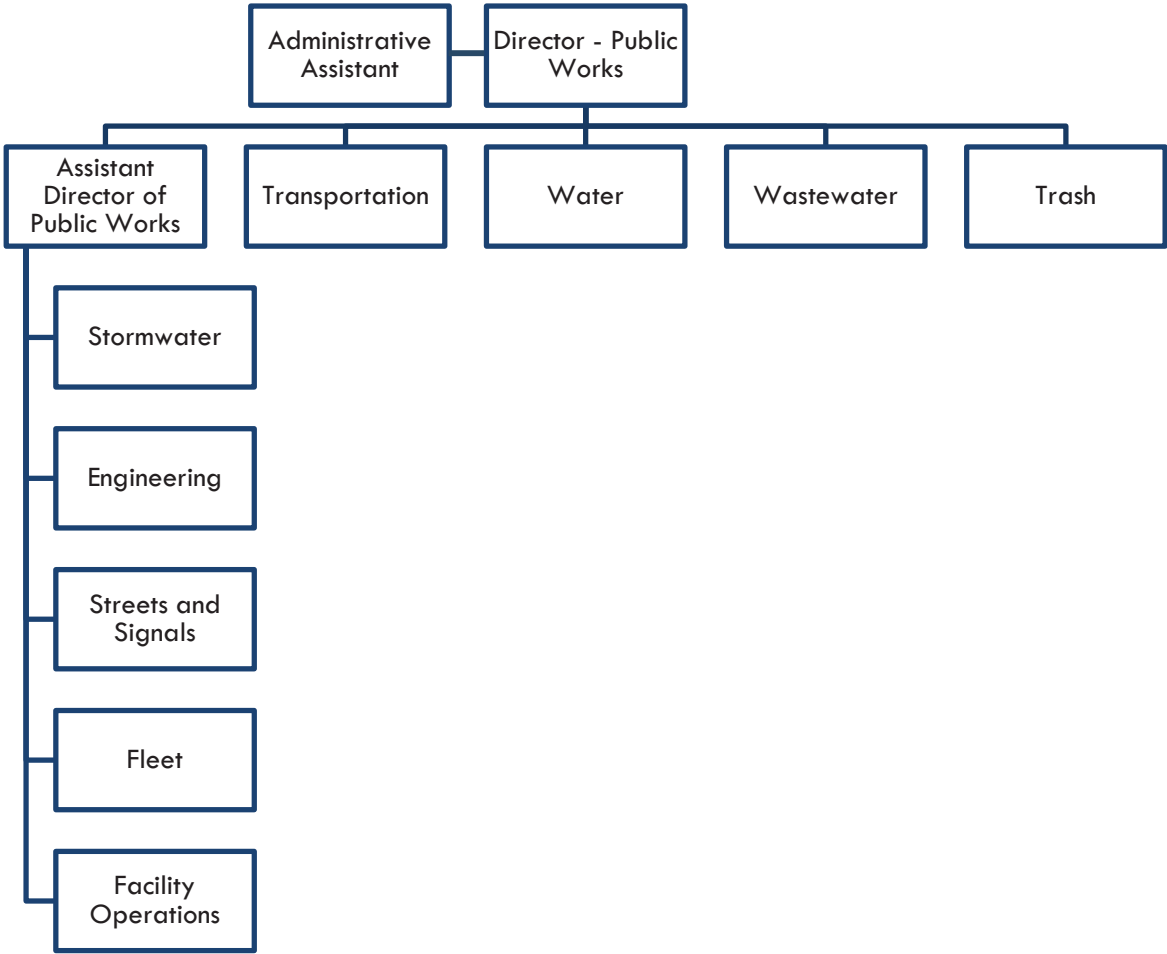 Administrative
Assistant
Director - Public
Works
Assistant
Director of
Public Works
Transportation
Water
Wastewater
Trash
Stormwater
Engineering
Streets and
Signals
Fleet
Facility
Operations